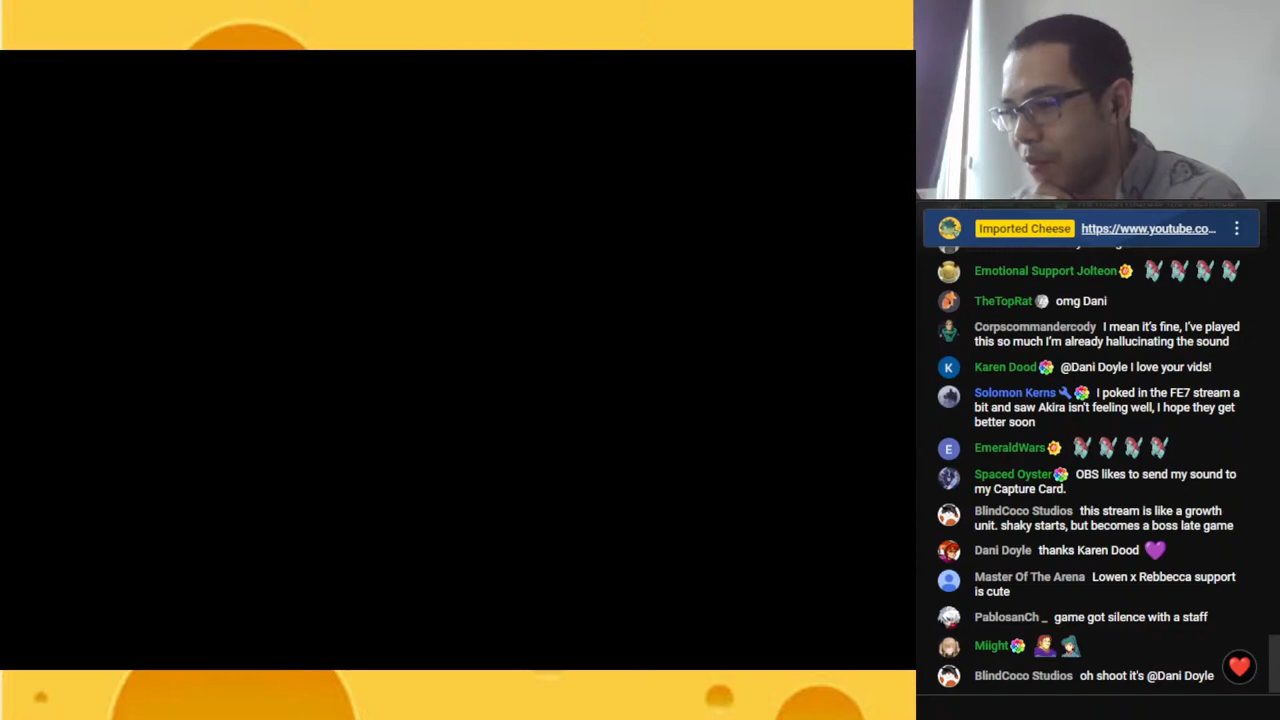 Imported Cheese https://www.youtube.co...
Emotional Support Jolteon
TheTopRat omg Dani
Corpscommandercody I mean it's fine, I've played
this so much I'm already hallucinating the sound
K Karen Dood @Dani Doyle I love your vids!
Solomon Kerns I poked in the FE7 stream a
bit and saw Akira isn't feeling well, I hope they get
better soon
E EmeraldWars
Spaced Oyster OBS likes to send my sound to
my Capture Card.
BlindCoco Studios this stream is like a growth
unit. shaky starts, but becomes a boss late game
Dani Doyle thanks Karen Dood
Master Of The Arena Lowen x Rebbecca support
is cute
PablosanCh _ game got silence with a staff
Miight
BlindCoco Studios oh shoot it's @Dani Doyle